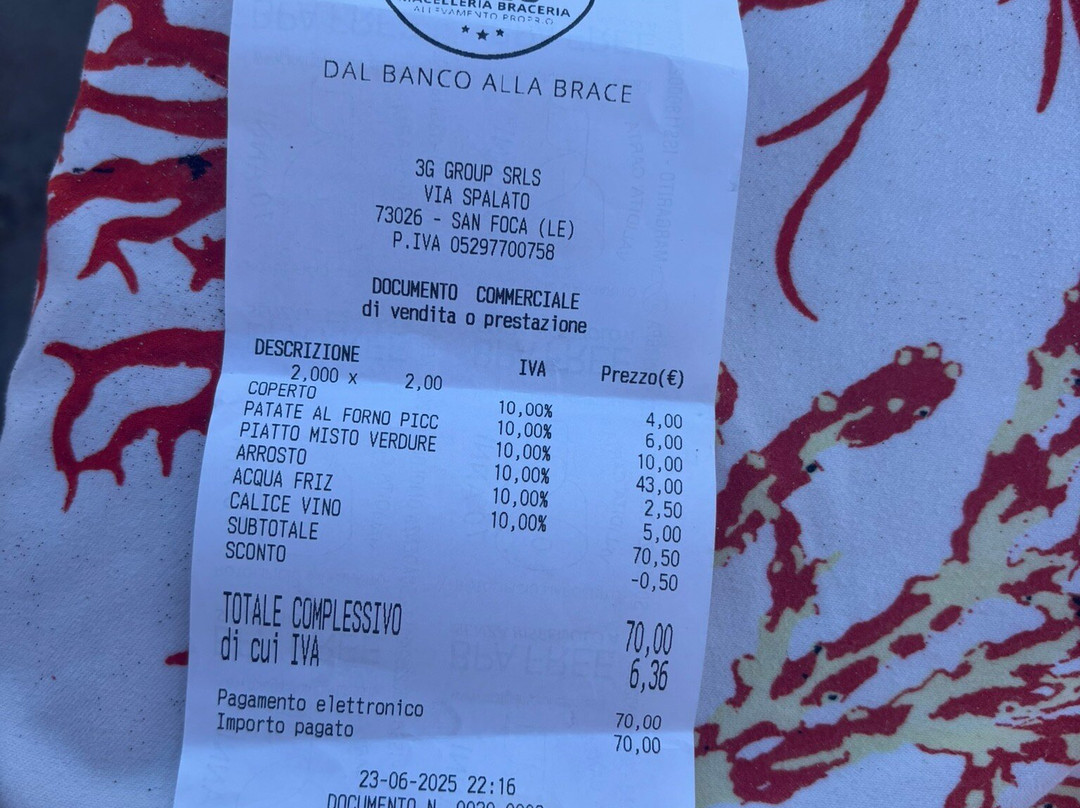 MACELLERIA BRACERIA
ALLEVAMENTO PROPRIO
DAL BANCO ALLA BRACE
3G GROUP SRLS
VIA SPALATO
73026 - SAN FOCA (LE)
P.IVA 05297700758
DOCUMENTO COMMERCIALE
di vendita o prestazione
DESCRIZIONE IVA Prezzo(€)
2,000 x 2,00
COPERTO 10,00% 4,00
PATATE AL FORNO PICC 10,00% 6,00
PIATTO MISTO VERDURE 10,00% 10,00
ARROSTO 10,00% 43,00
ACQUA FRIZ 10,00% 2,50
CALICE VINO 10,00% 5,00
SUBTOTALE 70,50
SCONTO -0,50
TOTALE COMPLESSIVO 70,00
di cui IVA 6,36
Pagamento elettronico 70,00
Importo pagato 70,00
23-06-2025 22:16
DOCUMENTO N.